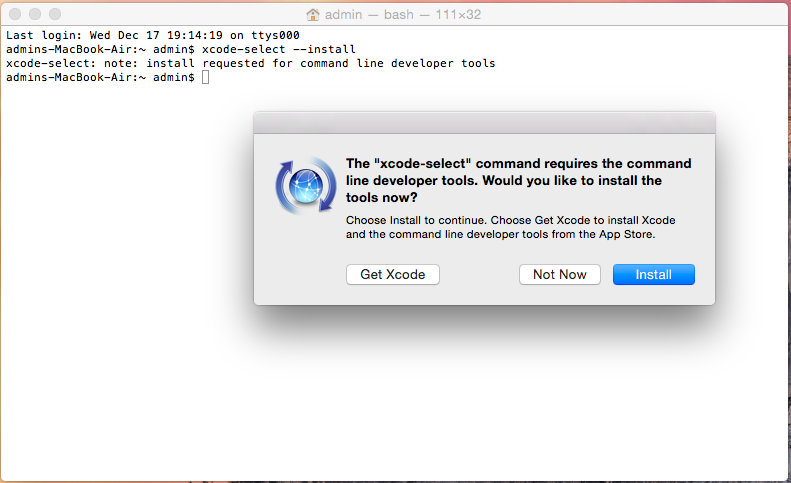 admin — bash — 111×32
Last login: Wed Dec 17 19:14:19 on ttys000
admins-MacBook-Air:~ admin$ xcode-select --install
xcode-select: note: install requested for command line developer tools
admins-MacBook-Air:~ admin$
The "xcode-select" command requires the command
line developer tools. Would you like to install the
tools now?
Choose Install to continue. Choose Get Xcode to install Xcode
and the command line developer tools from the App Store.
Get Xcode Not Now Install